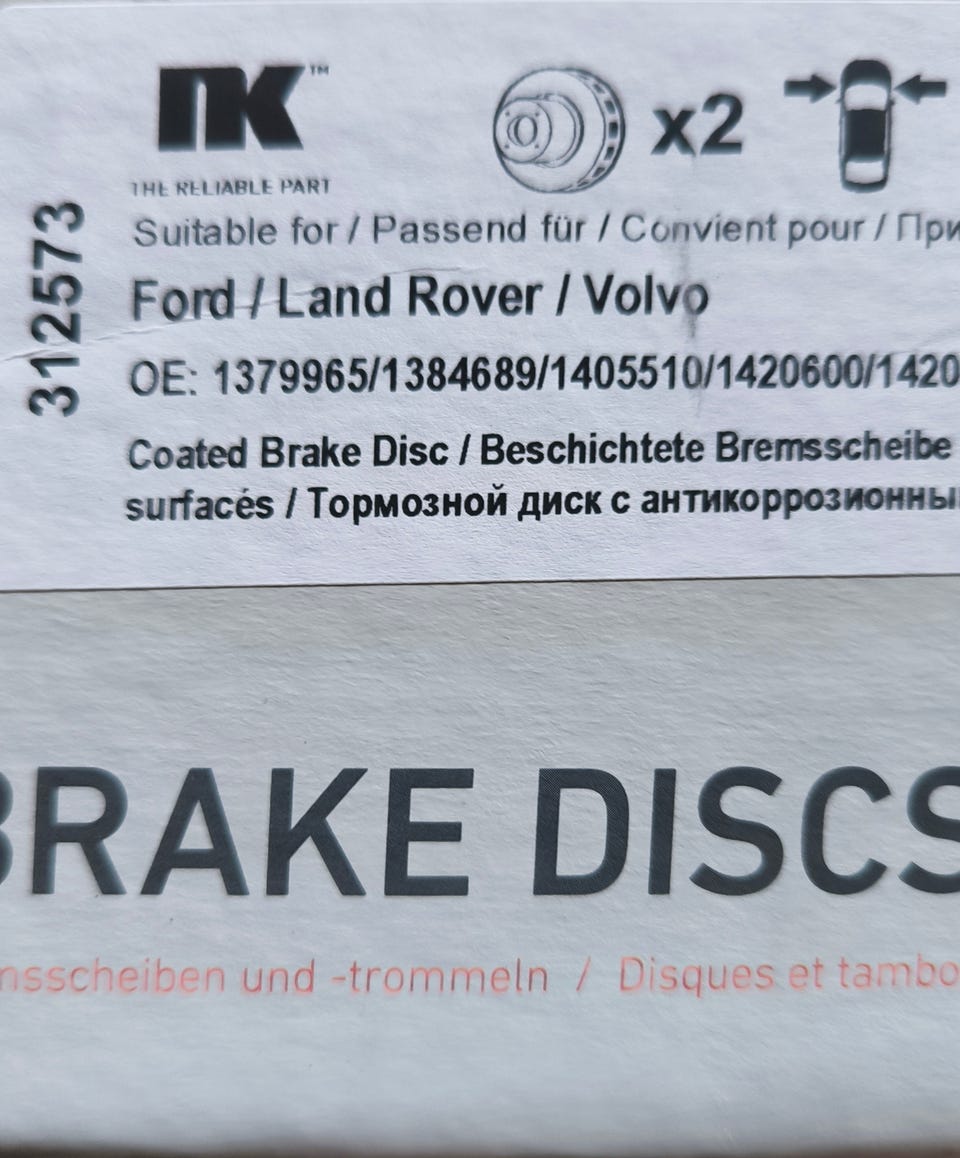 NK™
x2
THE RELIABLE PART
312573
Suitable for / Passend für / Convient pour / При
Ford / Land Rover / Volvo
OE: 1379965/1384689/1405510/1420600/1420
Coated Brake Disc / Beschichtete Bremsscheibe
surfacés / Тормозной диск с антикоррозионны
BRAKE DISCS
nsscheiben und -trommeln / Disques et tambo